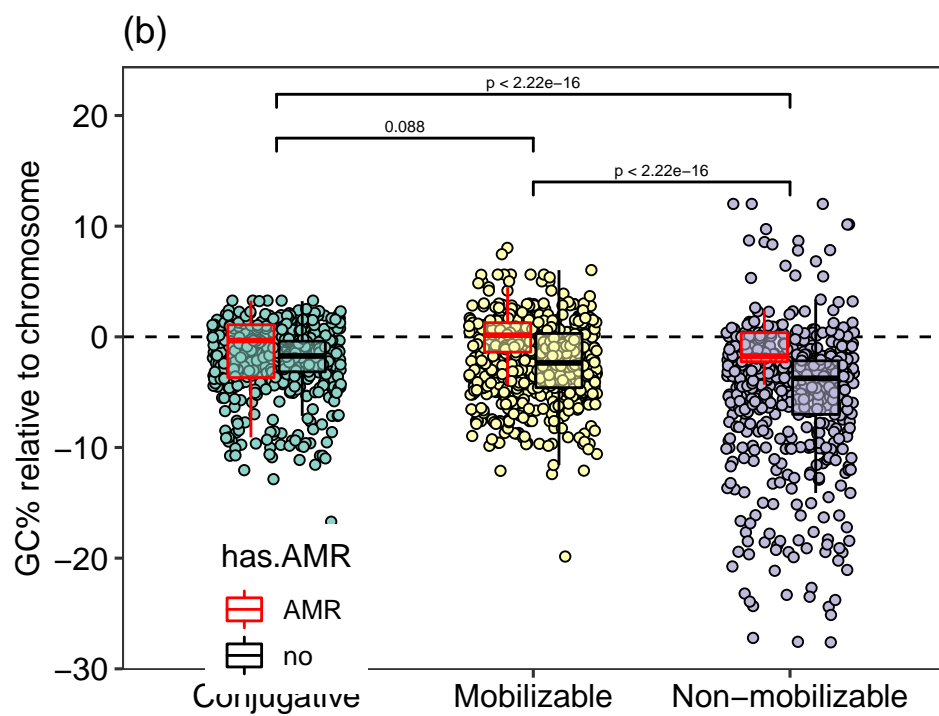 (b)
GC% relative to chromosome
20
10
0
−10
−20
−30
p < 2.22e−16
0.088
p < 2.22e−16
has.AMR
AMR
no
Conjugative
Mobilizable
Non−mobilizable